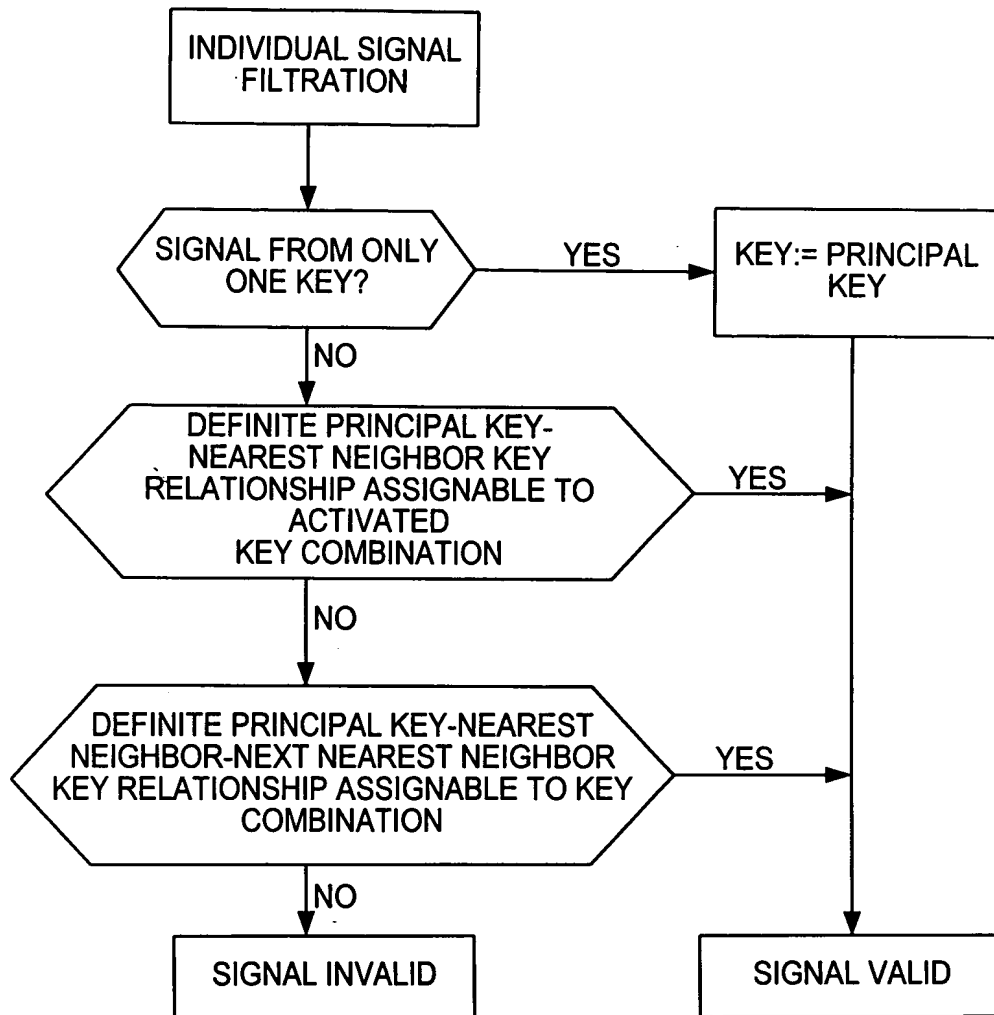 INDIVIDUAL SIGNAL
FILTRATION
SIGNAL FROM ONLY
ONE KEY?
YES
KEY:= PRINCIPAL
KEY
NO
DEFINITE PRINCIPAL KEY-
NEAREST NEIGHBOR KEY
RELATIONSHIP ASSIGNABLE TO
ACTIVATED
KEY COMBINATION
YES
NO
DEFINITE PRINCIPAL KEY-NEAREST
NEIGHBOR-NEXT NEAREST NEIGHBOR
KEY RELATIONSHIP ASSIGNABLE TO KEY
COMBINATION
YES
NO
SIGNAL INVALID
SIGNAL VALID